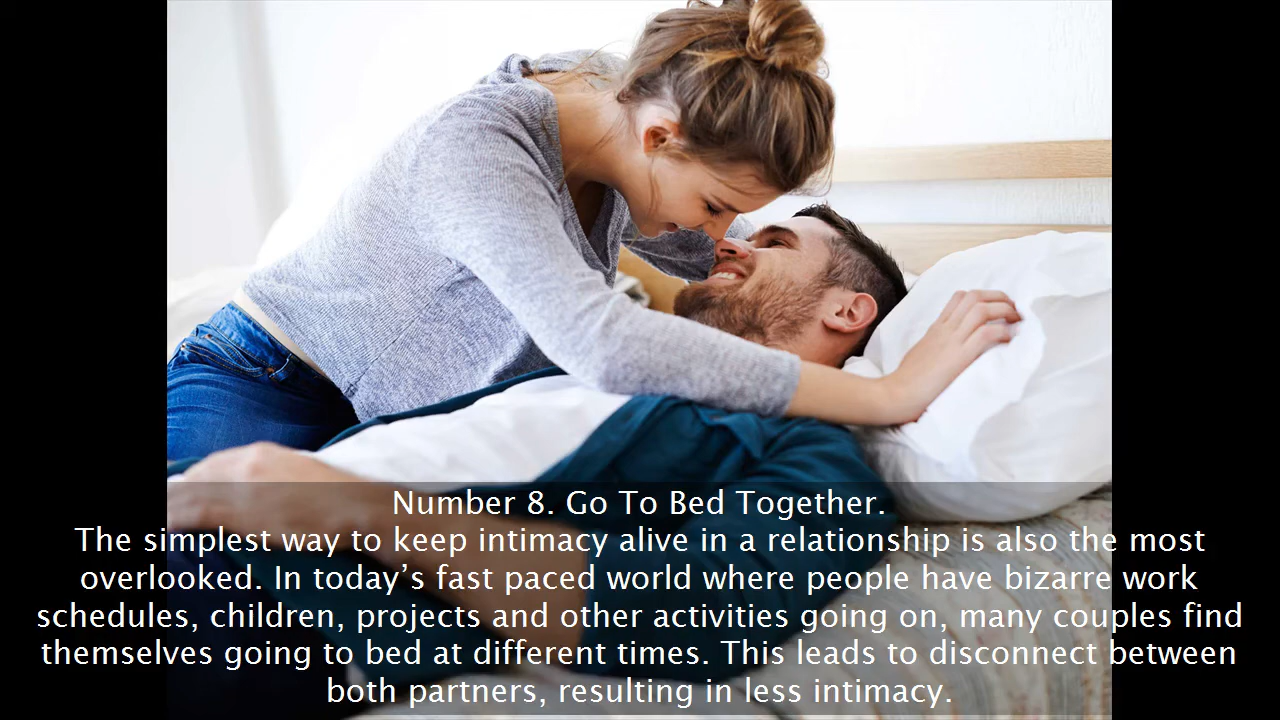 Number 8. Go To Bed Together.
The simplest way to keep intimacy alive in a relationship is also the most
overlooked. In today’s fast paced world where people have bizarre work
schedules, children, projects and other activities going on, many couples find
themselves going to bed at different times. This leads to disconnect between
both partners, resulting in less intimacy.